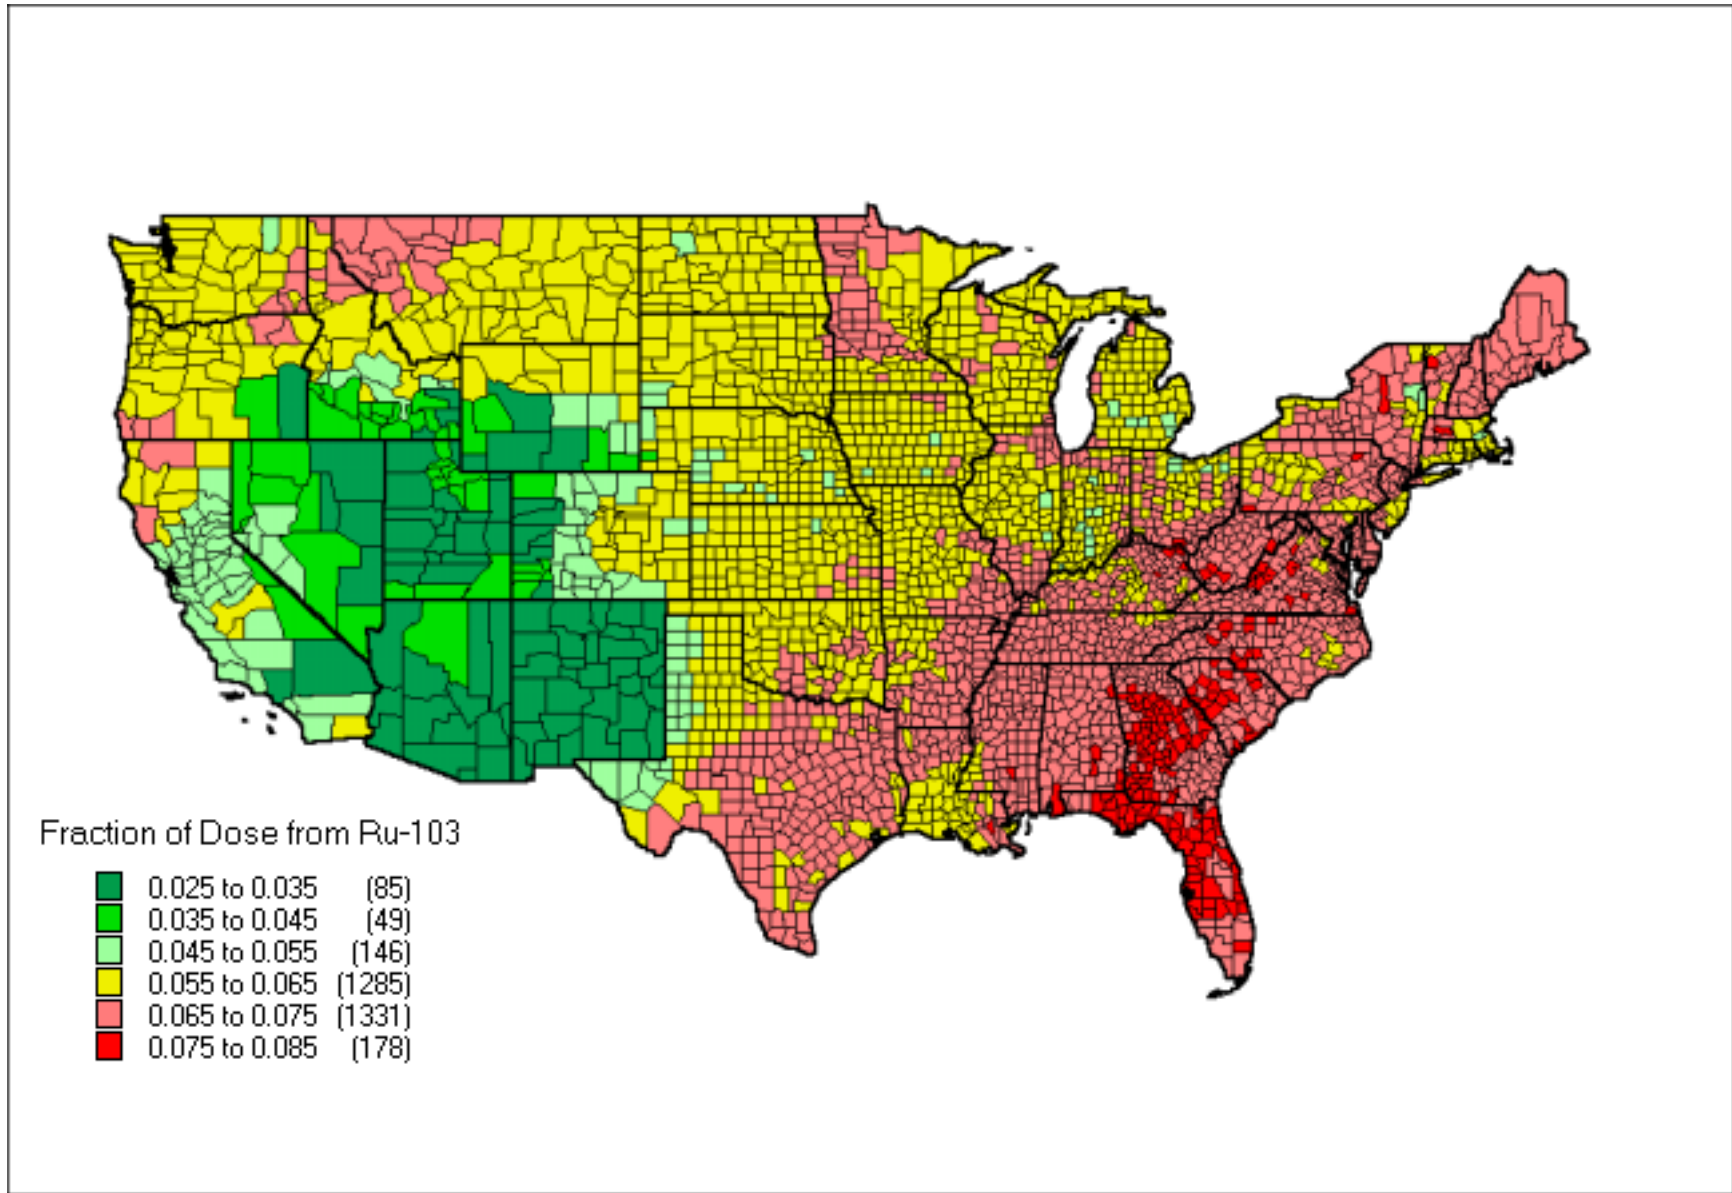 Fraction of Dose from Ru-103
0.025 to 0.035 (85)
0.035 to 0.045 (49)
0.045 to 0.055 (146)
0.055 to 0.065 (1285)
0.065 to 0.075 (1331)
0.075 to 0.085 (178)